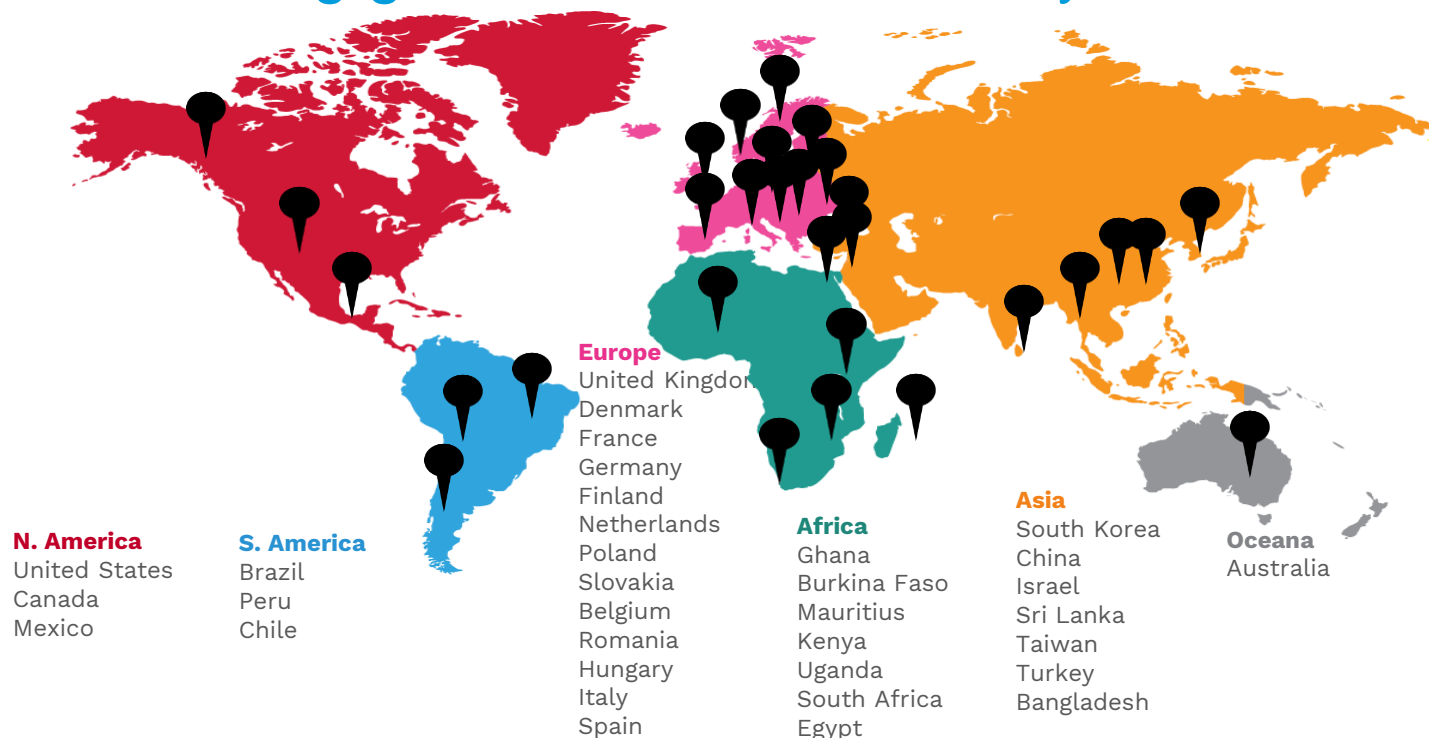 N. America
United States
Canada
Mexico
S. America
Brazil
Peru
Chile
Europe
United Kingdom
Denmark
France
Germany
Finland
Netherlands
Poland
Slovakia
Belgium
Romania
Hungary
Italy
Spain
Africa
Ghana
Burkina Faso
Mauritius
Kenya
Uganda
South Africa
Egypt
Asia
South Korea
China
Israel
Sri Lanka
Taiwan
Turkey
Bangladesh
Oceana
Australia